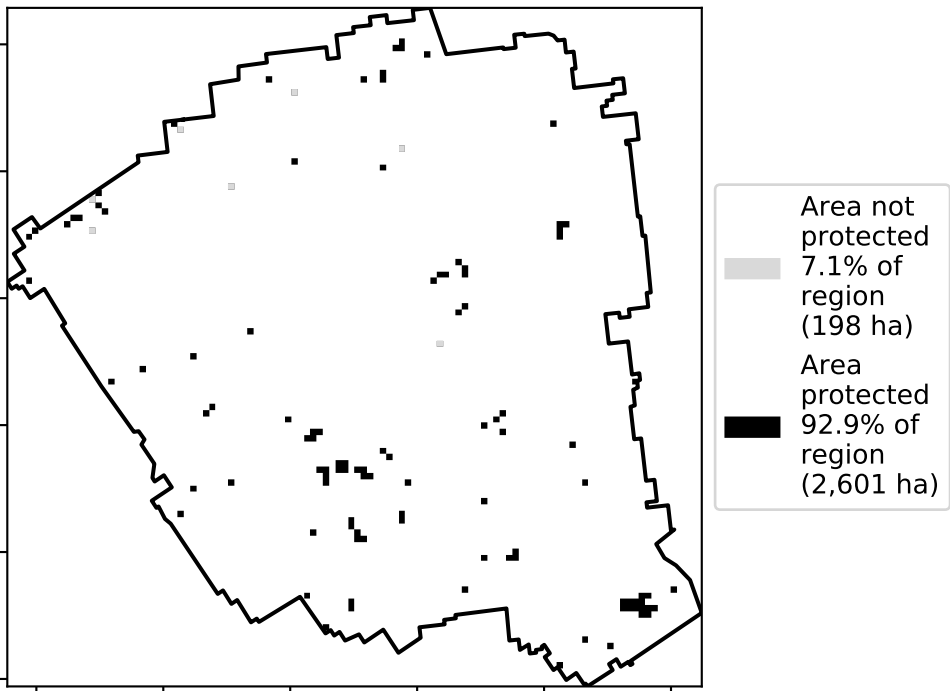 Area not
protected
7.1% of
region
(198 ha)
Area
protected
92.9% of
region
(2,601 ha)